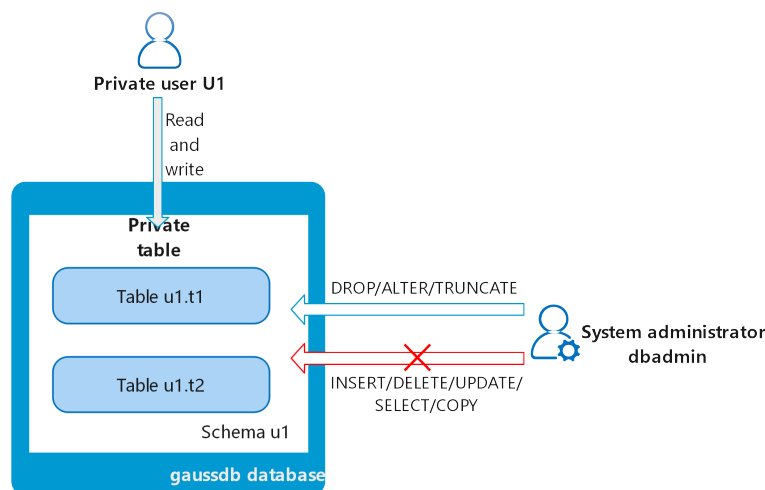 Private user U1
Read
and
write
Private
table
Table u1.t1
DROP/ALTER/TRUNCATE
System administrator
dbadmin
Table u1.t2
INSERT/DELETE/UPDATE/
SELECT/COPY
Schema u1
gaussdb database